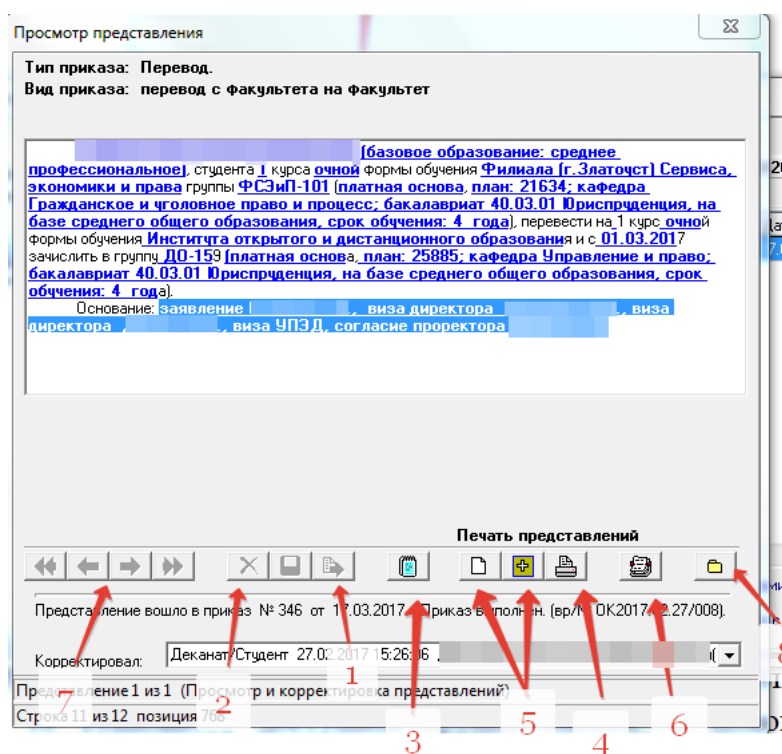 Просмотр представления
Тип приказа: Перевод.
Вид приказа: перевод с факультета на факультет
(базовое образование: среднее
профессиональное), студента 1 курса очной формы обучения Филиала (г.Златоуст) Сервиса,
экономики и права группы ФСЭиП-101 (платная основа, план: 21634; кафедра
Гражданское и уголовное право и процесс; бакалавриат 40.03.01 Юриспруденция, на
базе среднего общего образования, срок обучения: 4 года), перевести на 1 курс очной
формы обучения Института открытого и дистанционного образования и с 01.03.2017
зачислить в группу ДО-159 (платная основа, план: 25885; кафедра Управление и право;
бакалавриат 40.03.01 Юриспруденция, на базе среднего общего образования, срок
обучения: 4 года).
Основание: заявление , виза директора ., виза
директора ., виза УПЭД, согласие проректора
Печать представлений
Представление вошло в приказ № 346 от 17.03.2017. Приказ выполнен. (вр/№ ОК2017.02.27/008).
Корректировал: Деканат/Студент 27.02.2017 15:26:06 ,
Представление 1 из 1 (Просмотр и корректировка представлений)
Строка 11 из 12 позиция 768
7
2
1
3
5
4
6
8